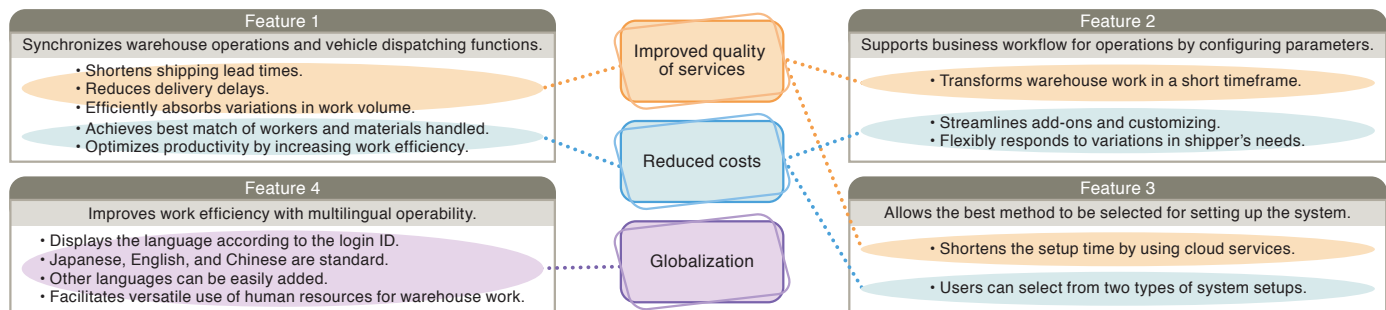 Feature 1
Synchronizes warehouse operations and vehicle dispatching functions.
• Shortens shipping lead times.
• Reduces delivery delays.
• Efficiently absorbs variations in work volume.
• Achieves best match of workers and materials handled.
• Optimizes productivity by increasing work efficiency.
Improved quality
of services
Reduced costs
Globalization
Feature 2
Supports business workflow for operations by configuring parameters.
• Transforms warehouse work in a short timeframe.
• Streamlines add-ons and customizing.
• Flexibly responds to variations in shipper's needs.
Feature 4
Improves work efficiency with multilingual operability.
• Displays the language according to the login ID.
• Japanese, English, and Chinese are standard.
• Other languages can be easily added.
• Facilitates versatile use of human resources for warehouse work.
Feature 3
Allows the best method to be selected for setting up the system.
• Shortens the setup time by using cloud services.
• Users can select from two types of system setups.